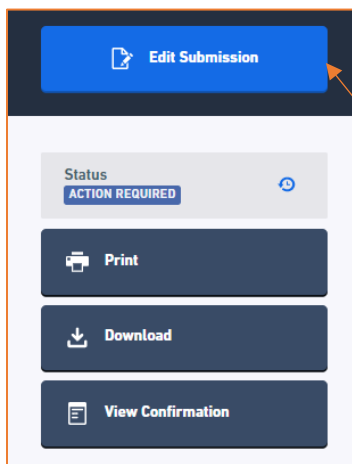 Edit Submission
Status
ACTION REQUIRED
Print
Download
View Confirmation